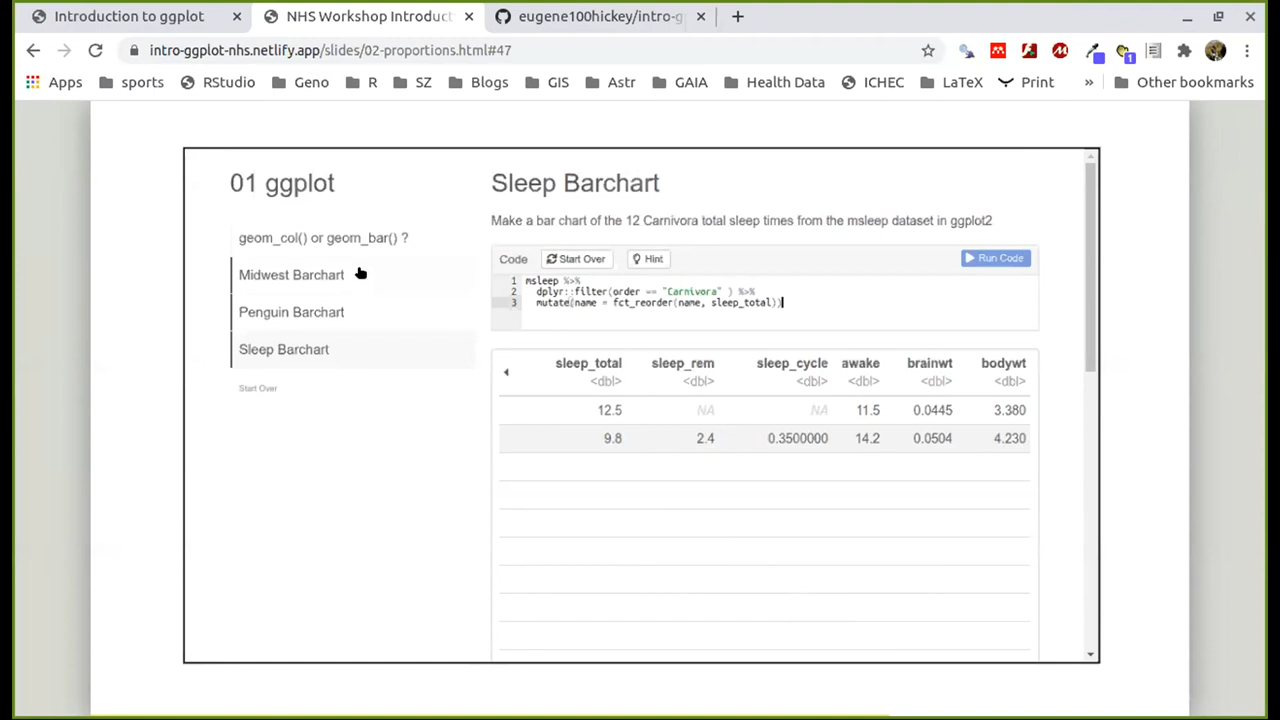 Introduction to ggplot
NHS Workshop Introduct
eugene100hickey/intro-g
intro-ggplot-nhs.netlify.app/slides/02-proportions.html#47
1
Apps
sports
RStudio
Geno
R
SZ
Blogs
GIS
Astr
GAIA
Health Data
ICHEC
LaTeX
Print
»
Other bookmarks
01 ggplot
geom_col() or geom_bar() ?
Midwest Barchart
Penguin Barchart
Sleep Barchart
Start Over
Sleep Barchart
Make a bar chart of the 12 Carnivora total sleep times from the msleep dataset in ggplot2
Code Start Over Hint Run Code
1 msleep %>%
2 dplyr::filter(order == "Carnivora" ) %>%
3 mutate(name = fct_reorder(name, sleep_total))
sleep_total sleep_rem sleep_cycle awake brainwt bodywt
<dbl> <dbl> <dbl> <dbl> <dbl> <dbl>
12.5 NA NA 11.5 0.0445 3.380
9.8 2.4 0.3500000 14.2 0.0504 4.230